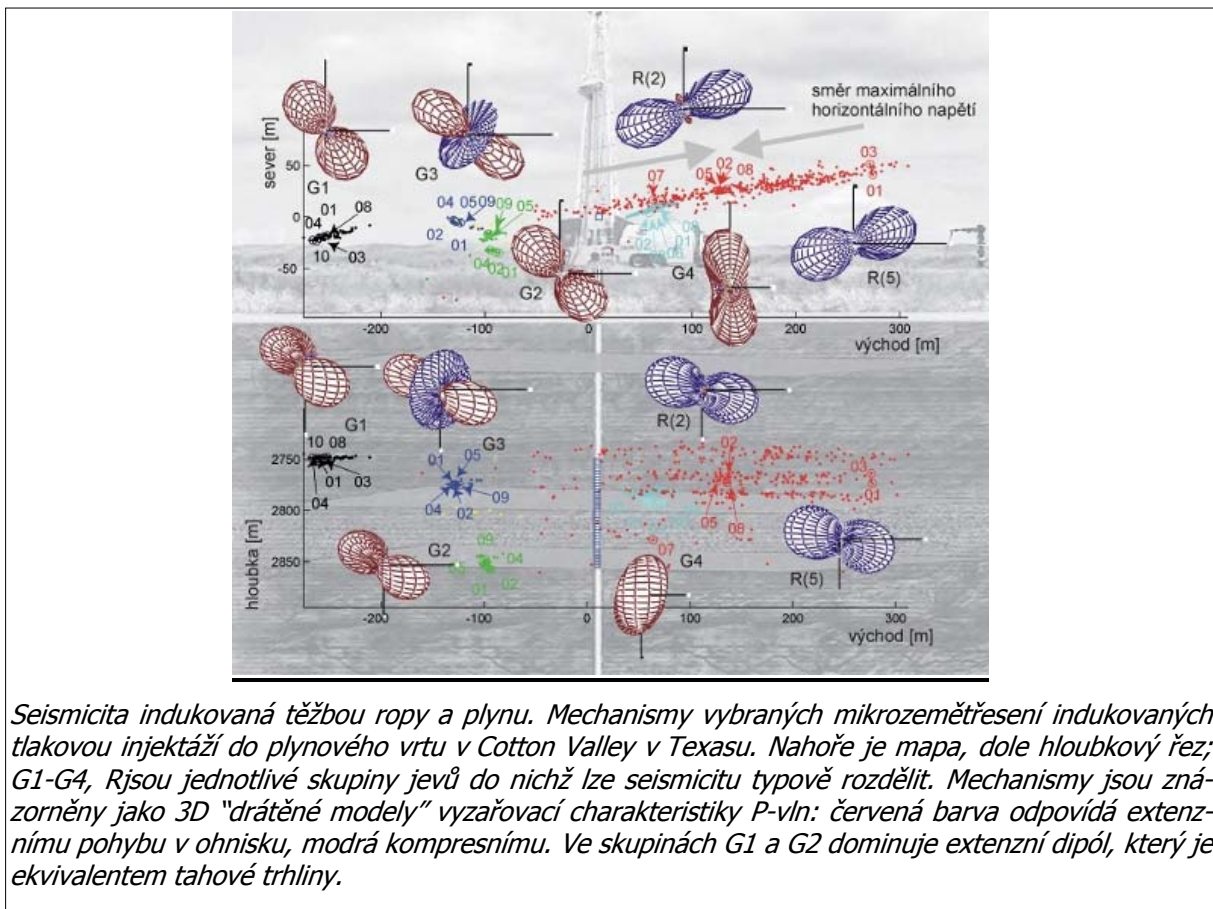 R(2)
směr maximálního
horizontálního napětí
sever [m]
50
0
-50
G1
G3
04
01
08
10
03
04
05
09
02
01
09
05
04
02
01
G2
07
05
02
08
03
01
02
01
G4
R(5)
-200
-100
0
100
200
300
východ [m]
G1
G3
R(2)
hloubka [m]
2750
2800
2850
10
08
01
03
04
01
05
04
02
09
02
03
01
05
08
G2
09
04
01
02
07
G4
R(5)
-200
-100
0
100
200
300
východ [m]
Seismicita indukovaná těžbou ropy a plynu. Mechanismy vybraných mikrozemětřesení indukovaných
tlakovou injektáží do plynového vrtu v Cotton Valley v Texasu. Nahoře je mapa, dole hloubkový řez;
G1-G4, Rjsou jednotlivé skupiny jevů do nichž lze seismicitu typově rozdělit. Mechanismy jsou zná-
zorněny jako 3D “drátěné modely” vyzařovací charakteristiky P-vln: červená barva odpovídá extenz-
nímu pohybu v ohnisku, modrá kompresnímu. Ve skupinách G1 a G2 dominuje extenzní dipól, který je
ekvivalentem tahové trhliny.